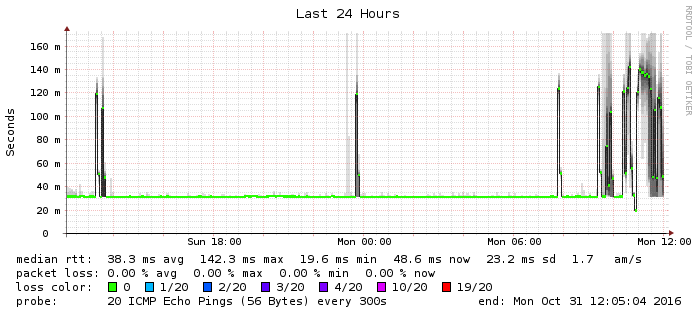 Last 24 Hours
RRDTOOL / TOBI OETIKER
Seconds
160 m
140 m
120 m
100 m
80 m
60 m
40 m
20 m
0
Sun 18:00 Mon 00:00 Mon 06:00 Mon 12:00
median rtt: 38.3 ms avg 142.3 ms max 19.6 ms min 48.6 ms now 23.2 ms sd 1.7 am/s
packet loss: 0.00 % avg 0.00 % max 0.00 % min 0.00 % now
loss color: 0 1/20 2/20 3/20 4/20 10/20 19/20
probe: 20 ICMP Echo Pings (56 Bytes) every 300s end: Mon Oct 31 12:05:04 2016